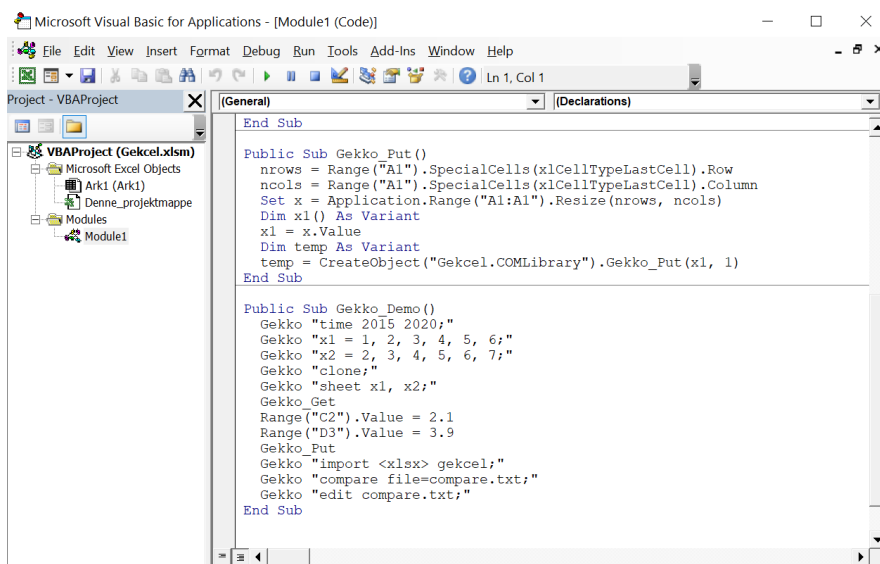 Microsoft Visual Basic for Applications - [Module1 (Code)]
File Edit View Insert Format Debug Run Tools Add-Ins Window Help
Ln 1, Col 1
Project - VBAProject
VBAProject (Gekcel.xlsm)
Microsoft Excel Objects
Ark1 (Ark1)
Denne_projektmappe
Modules
Module1
(General) (Declarations)
End Sub
Public Sub Gekko_Put()
  nrows = Range("A1").SpecialCells(xlCellTypeLastCell).Row
  ncols = Range("A1").SpecialCells(xlCellTypeLastCell).Column
  Set x = Application.Range("A1:A1").Resize(nrows, ncols)
  Dim x1() As Variant
  x1 = x.Value
  Dim temp As Variant
  temp = CreateObject("Gekcel.COMLibrary").Gekko_Put(x1, 1)
End Sub
Public Sub Gekko_Demo()
  Gekko "time 2015 2020;"
  Gekko "x1 = 1, 2, 3, 4, 5, 6;"
  Gekko "x2 = 2, 3, 4, 5, 6, 7;"
  Gekko "clone;"
  Gekko "sheet x1, x2;"
  Gekko_Get
  Range("C2").Value = 2.1
  Range("D3").Value = 3.9
  Gekko_Put
  Gekko "import <xlsx> gekcel;"
  Gekko "compare file=compare.txt;"
  Gekko "edit compare.txt;"
End Sub